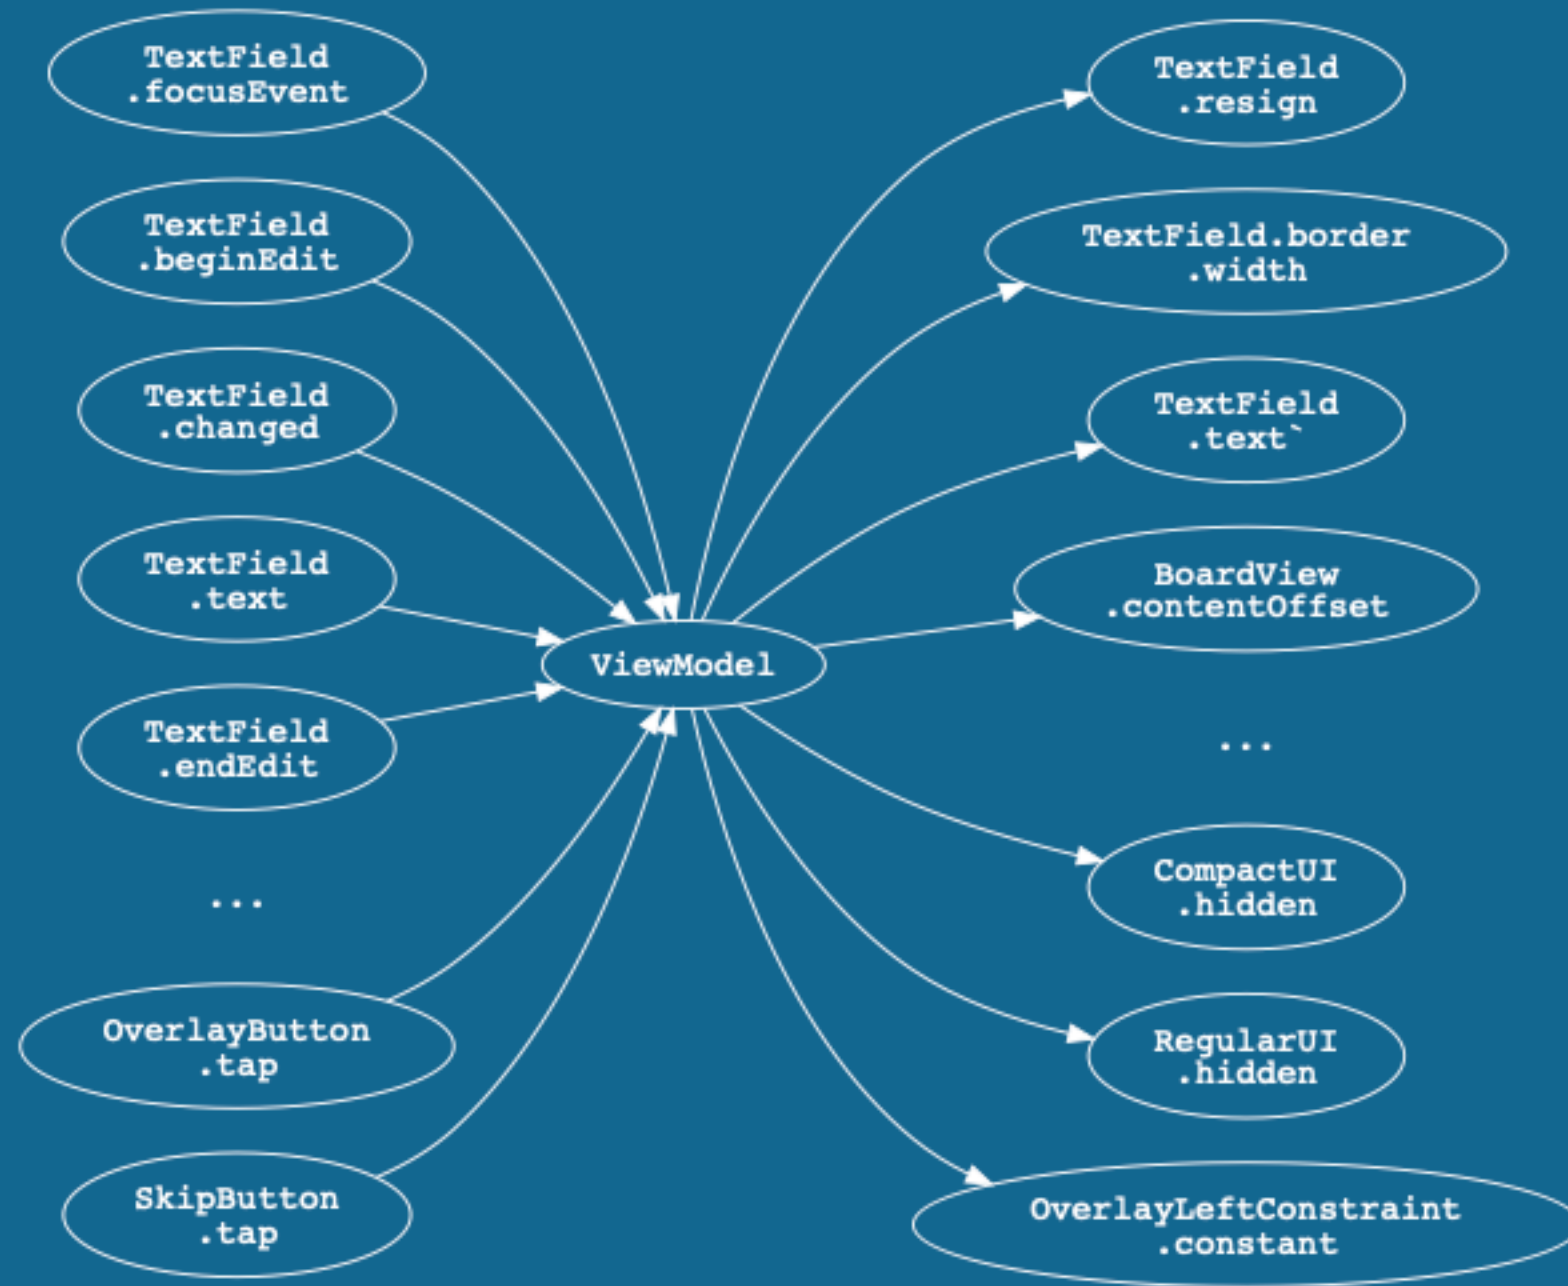 TextField
.focusEvent
TextField
.beginEdit
TextField
.changed
TextField
.text
TextField
.endEdit
...
OverlayButton
.tap
SkipButton
.tap
ViewModel
TextField
.resign
TextField.border
.width
TextField
.text`
BoardView
.contentOffset
...
CompactUI
.hidden
RegularUI
.hidden
OverlayLeftConstraint
.constant